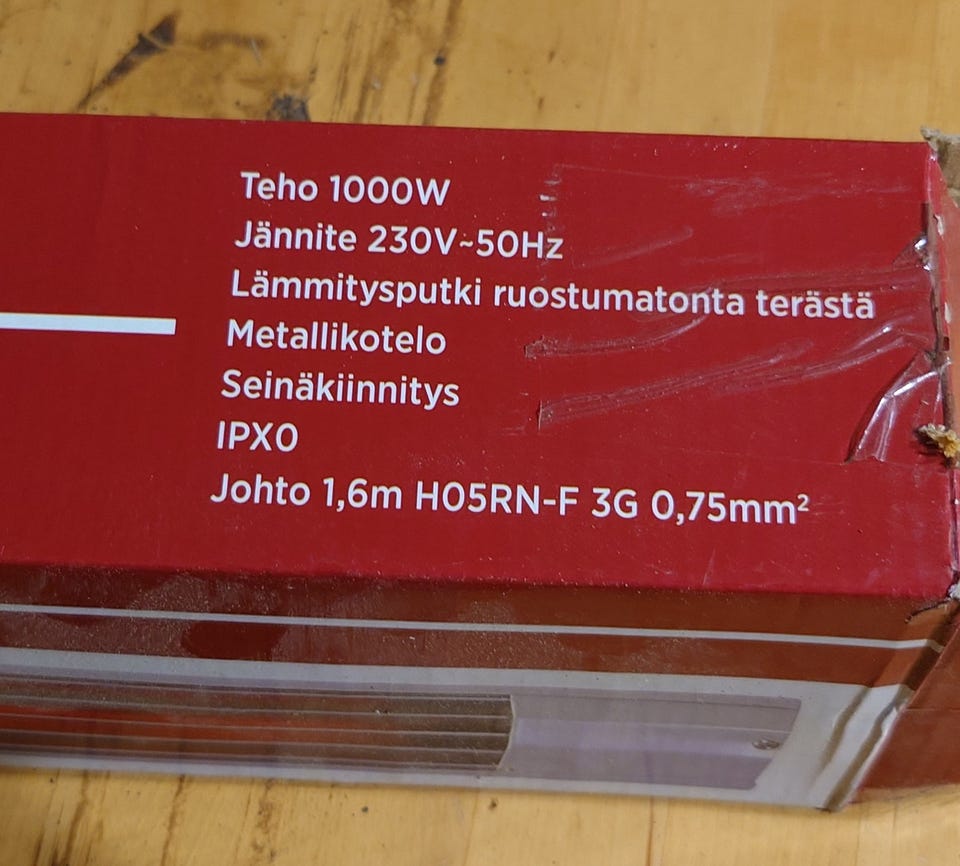 Teho 1000W
Jännite 230V~50Hz
Lämmitysputki ruostumatonta terästä
Metallikotelo
Seinäkiinnitys
IPX0
Johto 1,6m H05RN-F 3G 0,75mm²